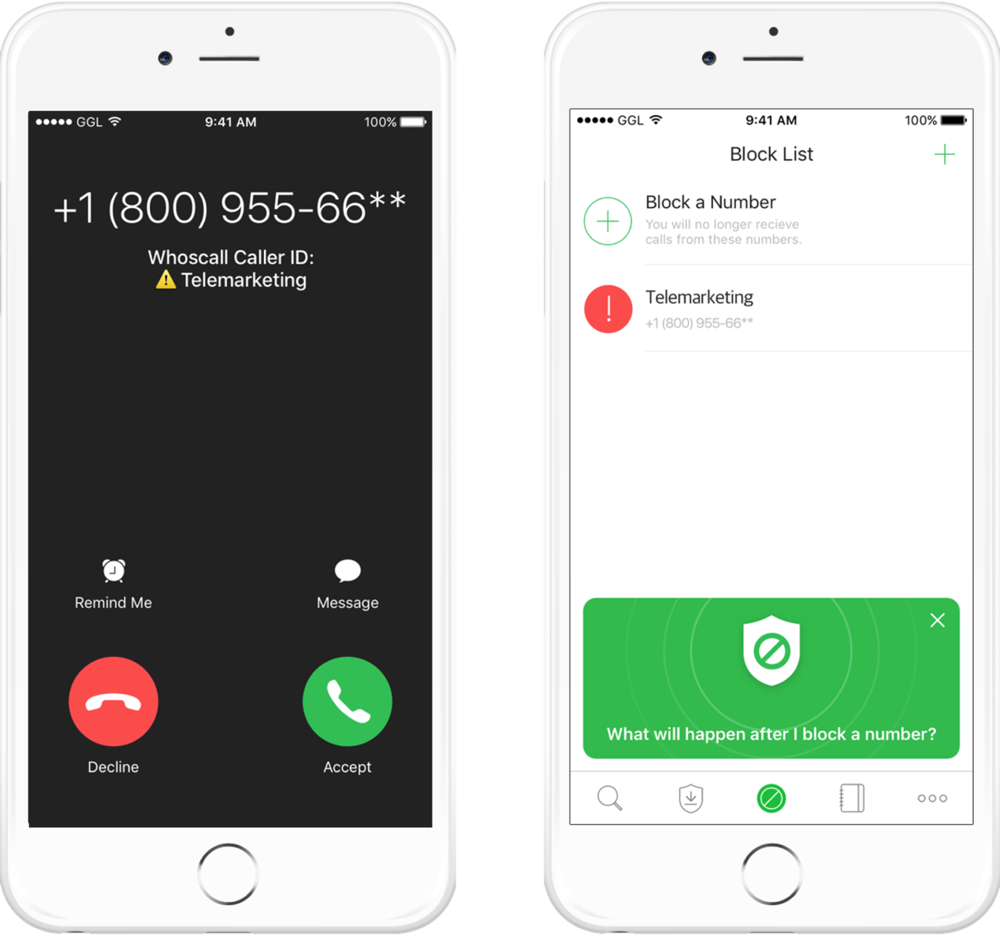 GGL 9:41 AM 100%
+1 (800) 955-66**
Whoscall Caller ID:
Telemarketing
Remind Me
Message
Decline
Accept
GGL 9:41 AM 100%
Block List
Block a Number
You will no longer recieve
calls from these numbers.
Telemarketing
+1 (800) 955-66**
What will happen after I block a number?